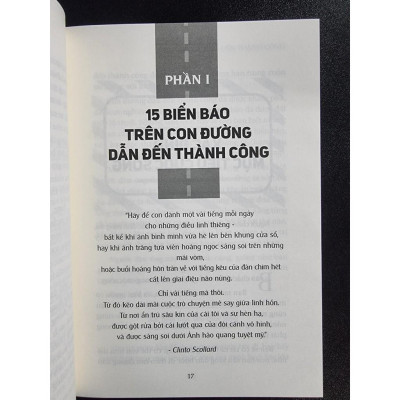 PHẦN I
15 BIỂN BÁO
TRÊN CON ĐƯỜNG
DẪN ĐẾN THÀNH CÔNG
"Hãy để con dành một vài tiếng mỗi ngày
cho những điều linh thiêng -
bất kể khi ánh bình minh vừa hé lên bên khung cửa sổ,
hay khi ánh trăng tựa viên hoàng ngọc sáng soi trên những
mái vòm,
hoặc buổi hoàng hôn tràn về với tiếng kêu của đàn chim hét
cất lên giai điệu não nùng.
Chỉ vài tiếng mà thôi.
Từ đó kéo dài mãi cuộc trò chuyện mê say giữa linh hồn.
Từ nơi ẩn trú sâu kín của cái tôi và sự hèn hạ,
được gột rửa bởi cái lướt qua của đôi cánh vô hình,
và được sáng soi dưới Ánh hào quang tuyệt mỹ."
- Clinto Scollard
17